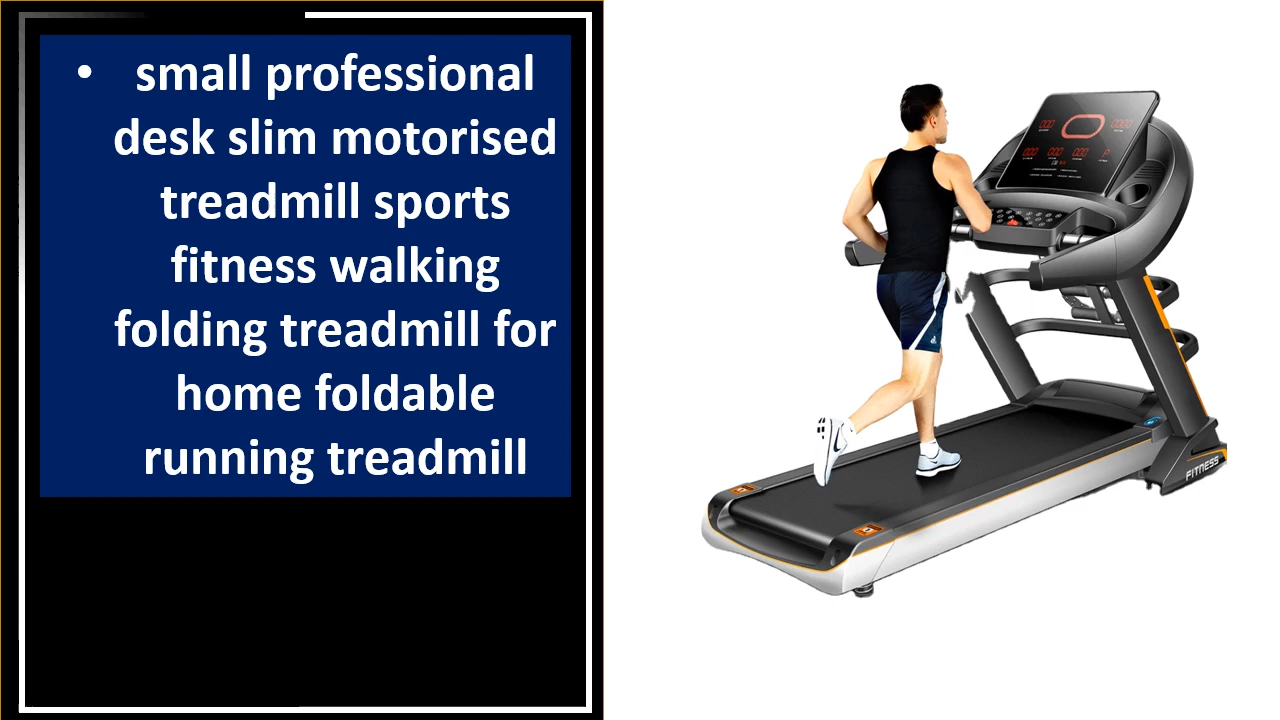 • small professional
desk slim motorised
treadmill sports
fitness walking
folding treadmill for
home foldable
running treadmill
FITNESS